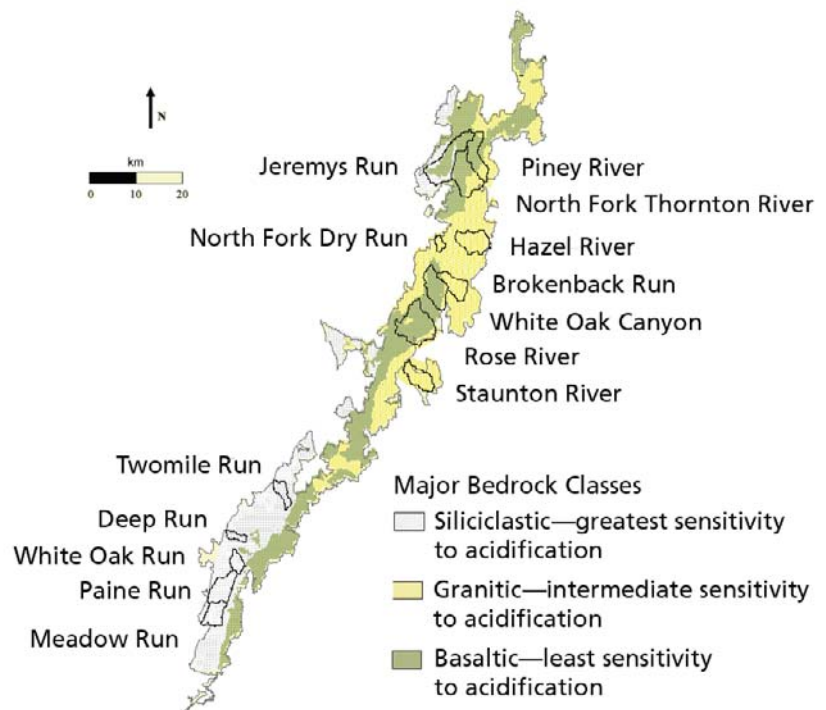 N
km
0 10 20
Jeremys Run
Piney River
North Fork Thornton River
North Fork Dry Run
Hazel River
Brokenback Run
White Oak Canyon
Rose River
Staunton River
Twomile Run
Deep Run
White Oak Run
Paine Run
Meadow Run
Major Bedrock Classes
Siliciclastic—greatest sensitivity
to acidification
Granitic—intermediate sensitivity
to acidification
Basaltic—least sensitivity
to acidification